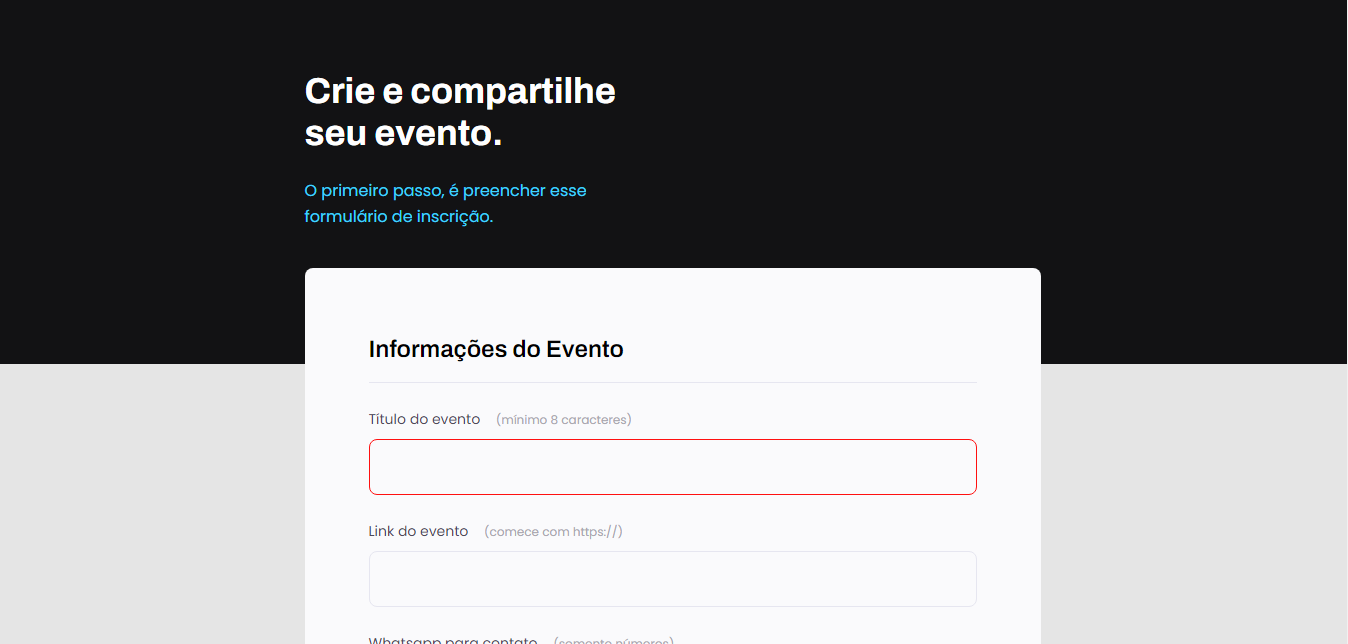 Crie e compartilhe
seu evento.
O primeiro passo, é preencher esse
formulário de inscrição.
Informações do Evento
Título do evento (mínimo 8 caracteres)
Link do evento (comece com https://)
Whatsapp para contato (somente números)